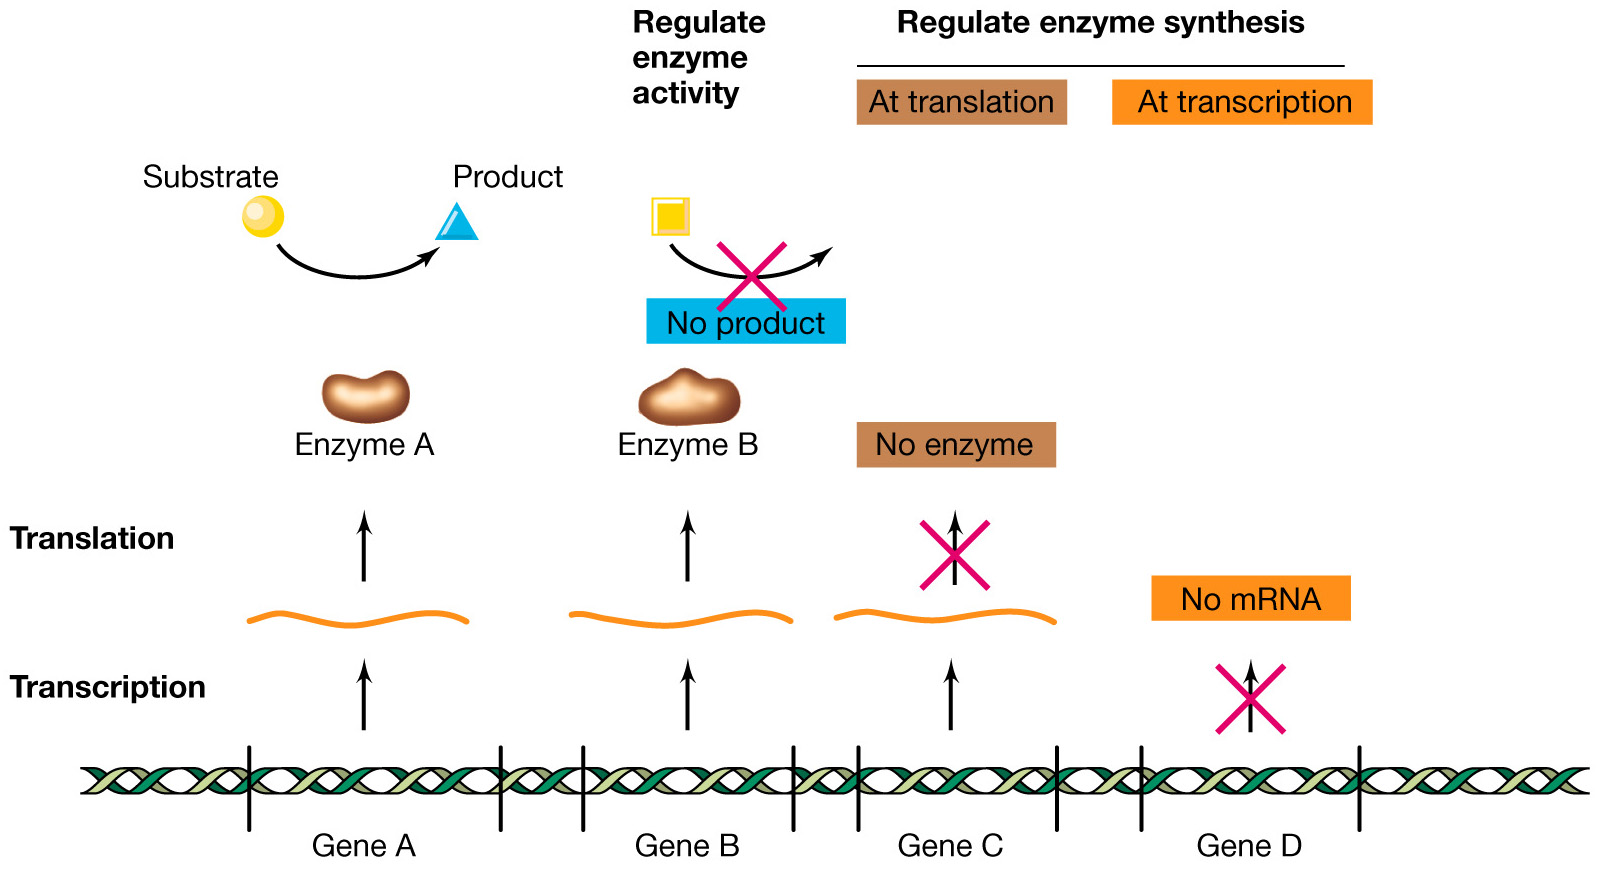 Regulate
enzyme
activity
Regulate enzyme synthesis
At translation
At transcription
Substrate
Product
No product
Enzyme A
Enzyme B
No enzyme
Translation
No mRNA
Transcription
Gene A
Gene B
Gene C
Gene D